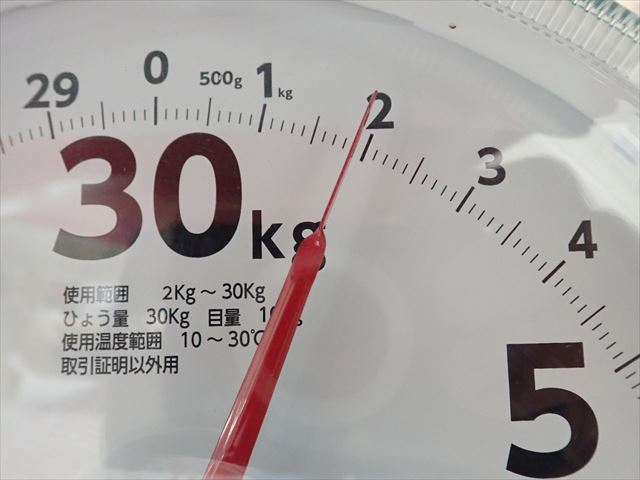 29 0 500g 1kg 2 3 4 5
30kg
使用範囲 2Kg～30Kg
ひょう量 30Kg 目量
使用温度範囲 10～30℃
取引証明以外用